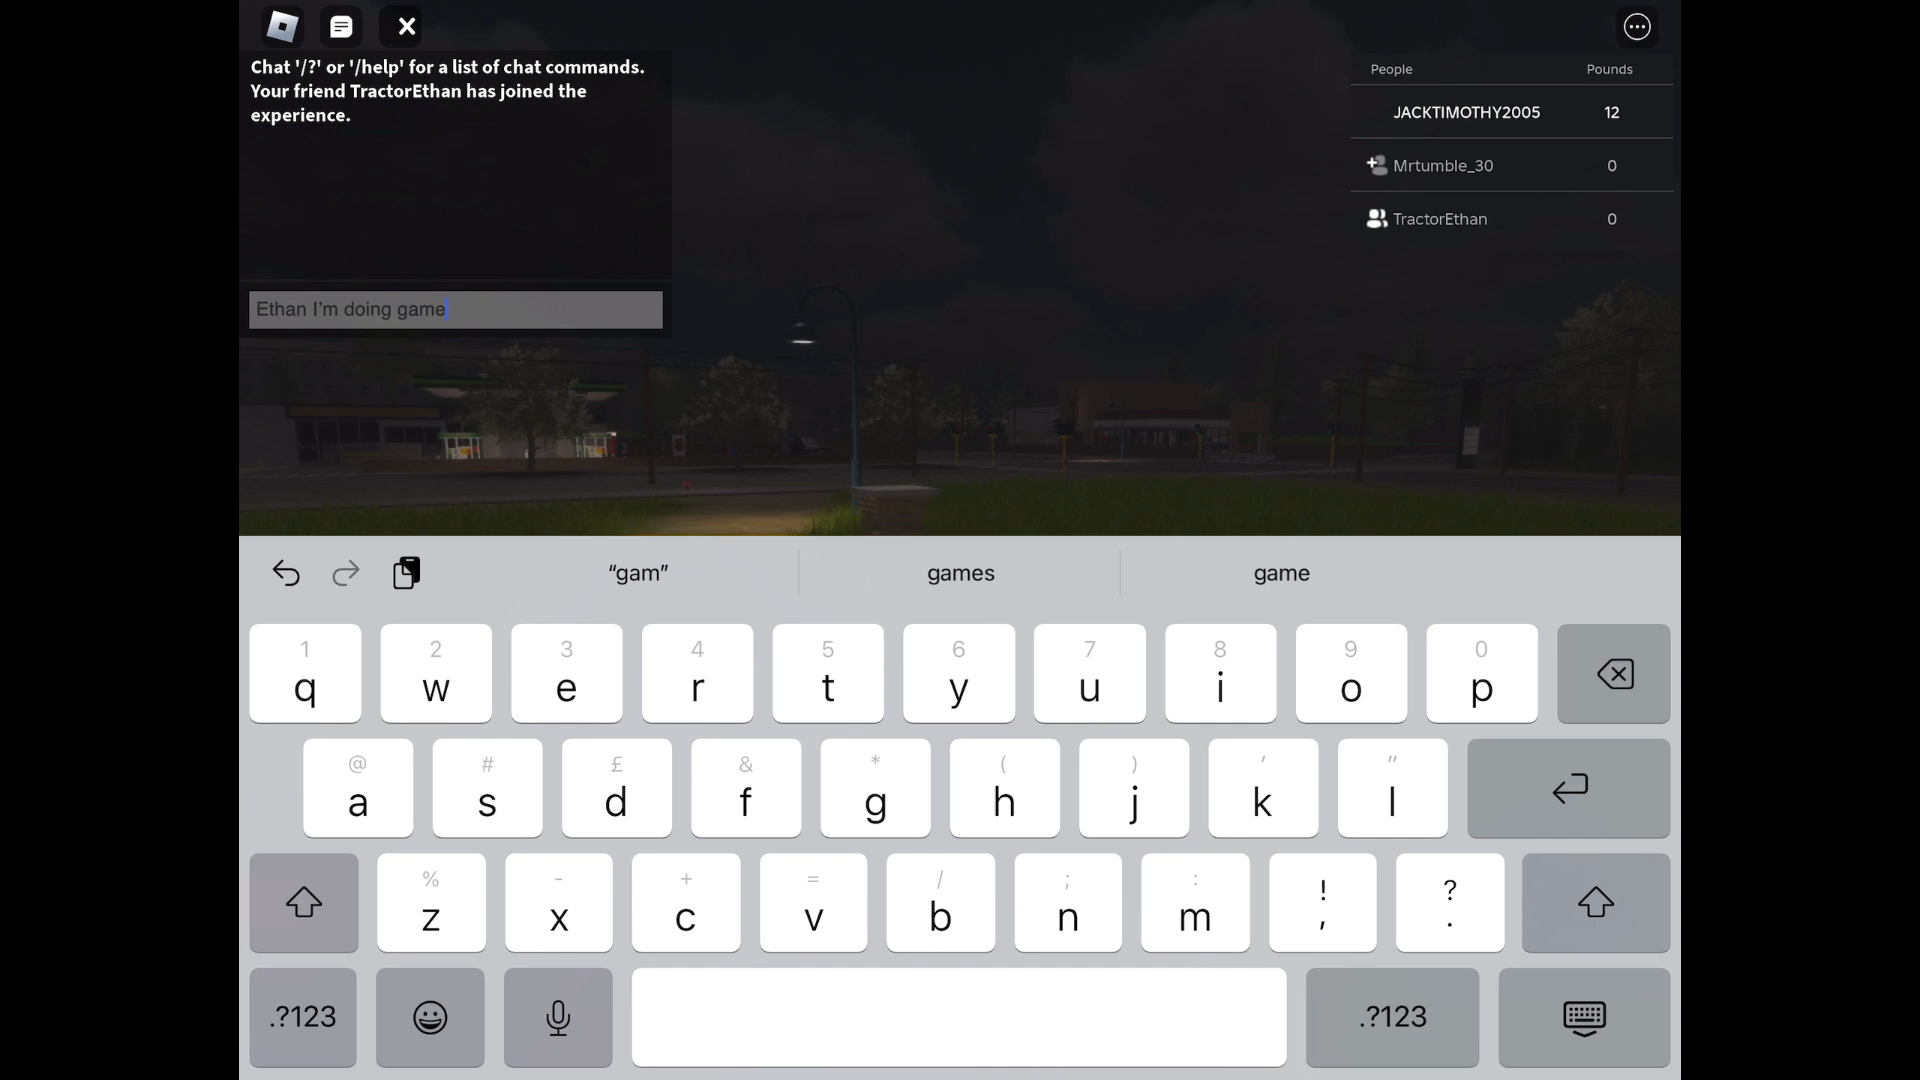 Chat '/?' or '/help' for a list of chat commands.
Your friend TractorEthan has joined the
experience.
People Pounds
JACKTIMOTHY2005 12
Mrtumble_30 0
TractorEthan 0
Ethan I’m doing game
“gam” games game
1 2 3 4 5 6 7 8 9 0
q w e r t y u i o p
@ # £ & * ( ) ' "
a s d f g h j k l
% - + = / ; : ! ?
z x c v b n m , .
.?123 .?123